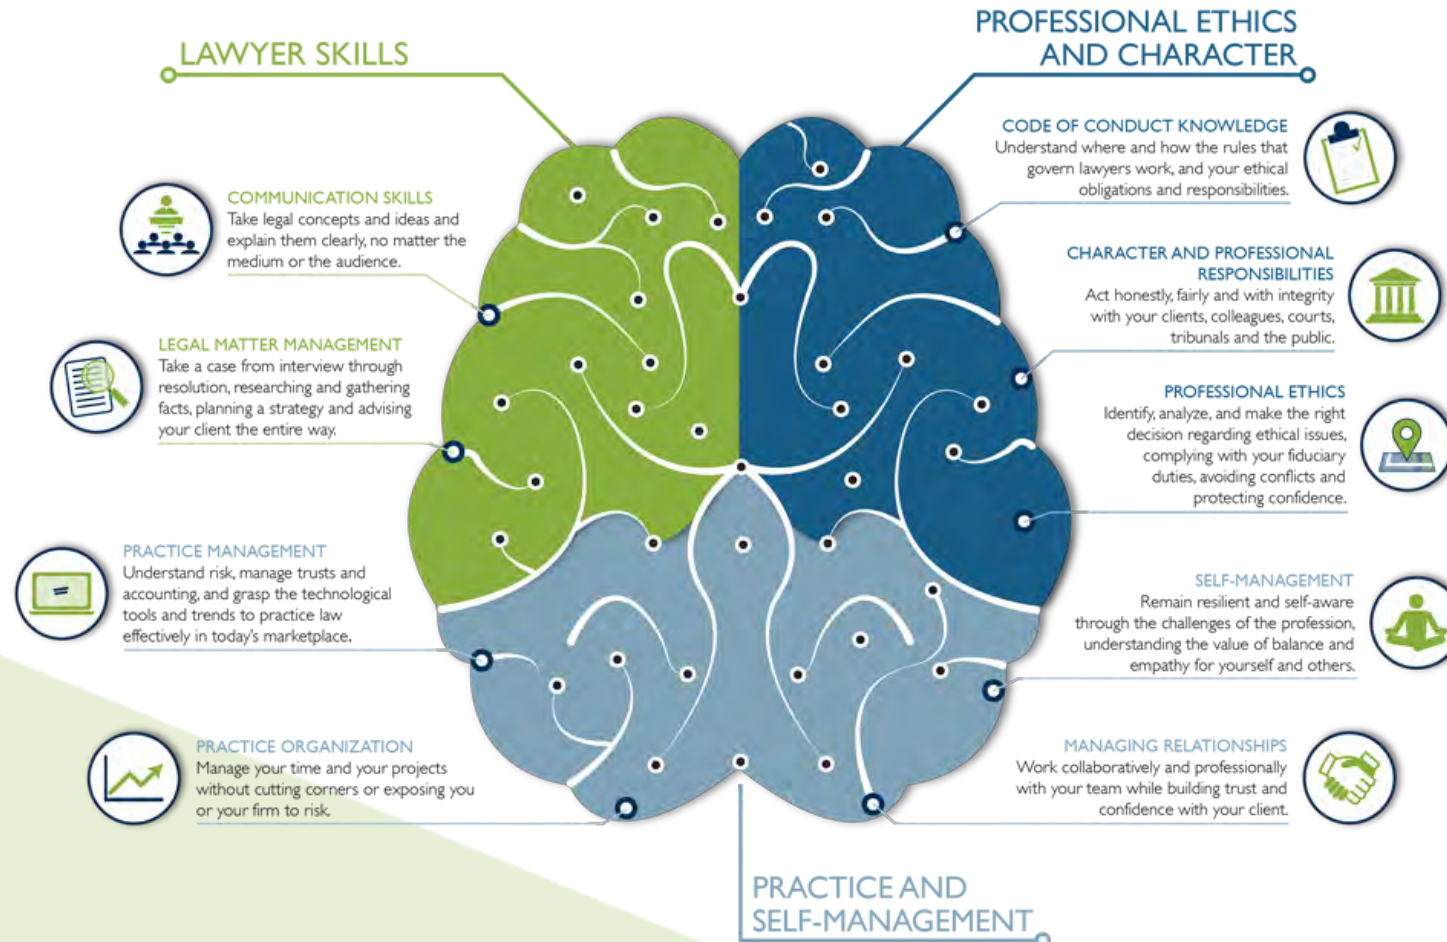 LAWYER SKILLS
COMMUNICATION SKILLS
Take legal concepts and ideas and
explain them clearly, no matter the
medium or the audience.
LEGAL MATTER MANAGEMENT
Take a case from interview through
resolution, researching and gathering
facts, planning a strategy and advising
your client the entire way.
PRACTICE MANAGEMENT
Understand risk, manage trusts and
accounting, and grasp the technological
tools and trends to practice law
effectively in today's marketplace.
PRACTICE ORGANIZATION
Manage your time and your projects
without cutting corners or exposing you
or your firm to risk.
PROFESSIONAL ETHICS
AND CHARACTER
CODE OF CONDUCT KNOWLEDGE
Understand where and how the rules that
govern lawyers work, and your ethical
obligations and responsibilities.
CHARACTER AND PROFESSIONAL
RESPONSIBILITIES
Act honestly, fairly and with integrity
with your clients, colleagues, courts,
tribunals and the public.
PROFESSIONAL ETHICS
Identify, analyze, and make the right
decision regarding ethical issues,
complying with your fiduciary
duties, avoiding conflicts and
protecting confidence.
SELF-MANAGEMENT
Remain resilient and self-aware
through the challenges of the profession,
understanding the value of balance and
empathy for yourself and others.
MANAGING RELATIONSHIPS
Work collaboratively and professionally
with your team while building trust and
confidence with your client.
PRACTICE AND
SELF-MANAGEMENT